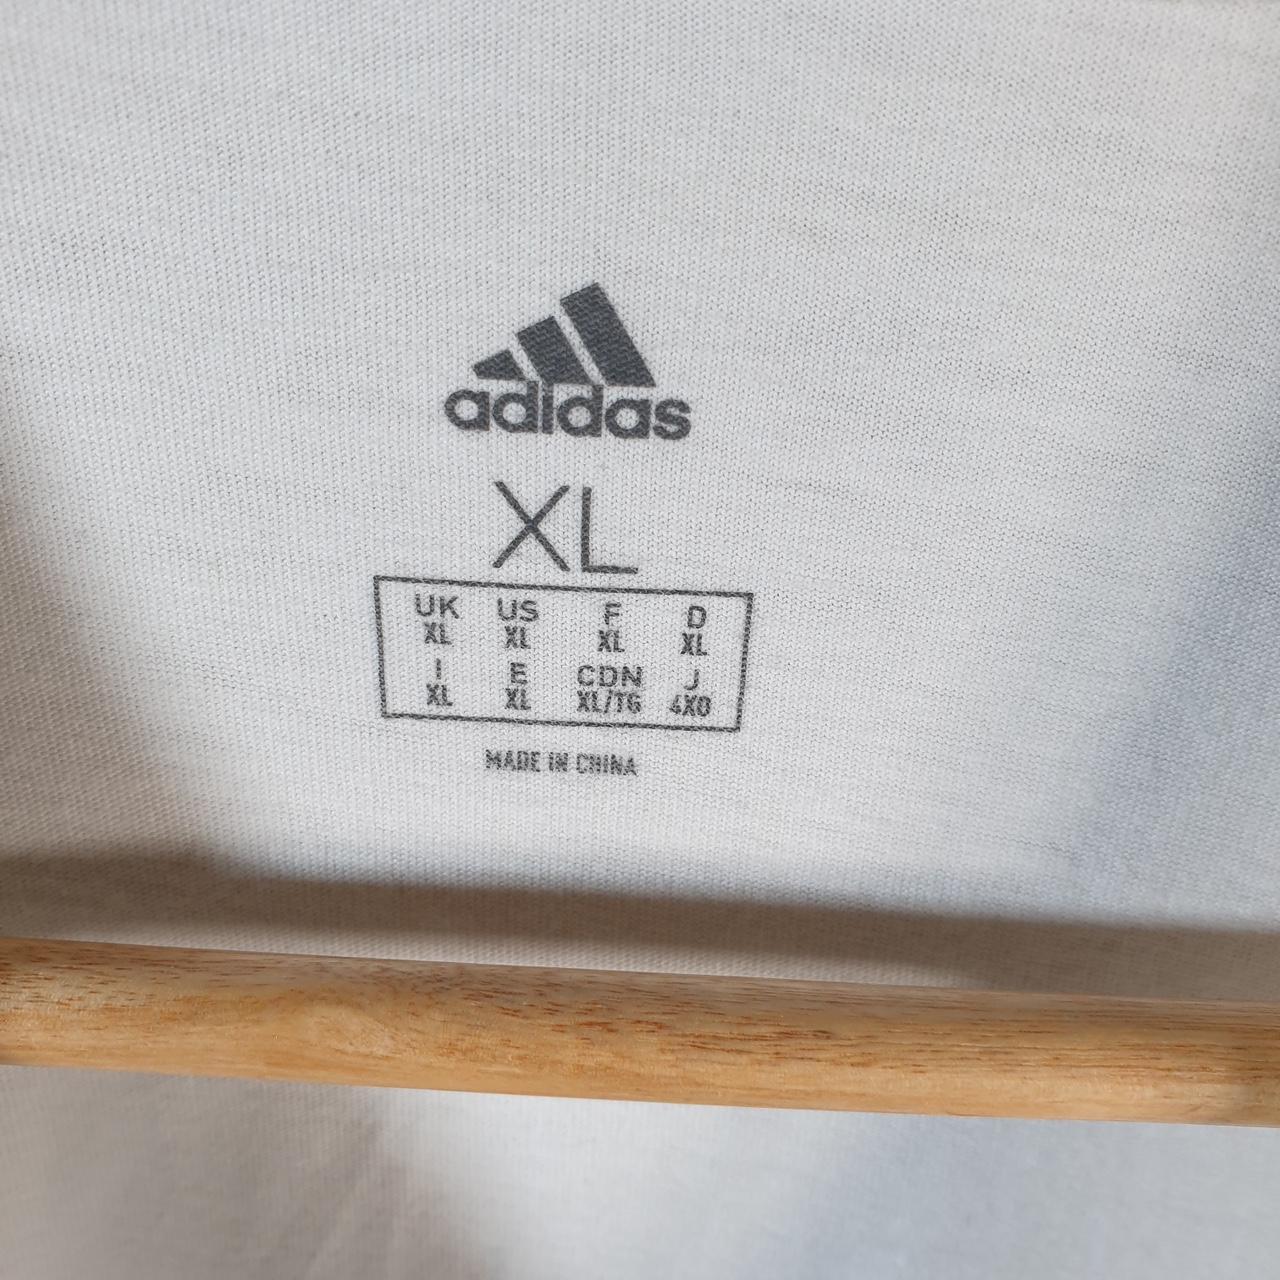 adidas
XL
UK US F D
XL XL XL XL
I E CDN J
XL XL XL/TG 4XO
MADE IN CHINA